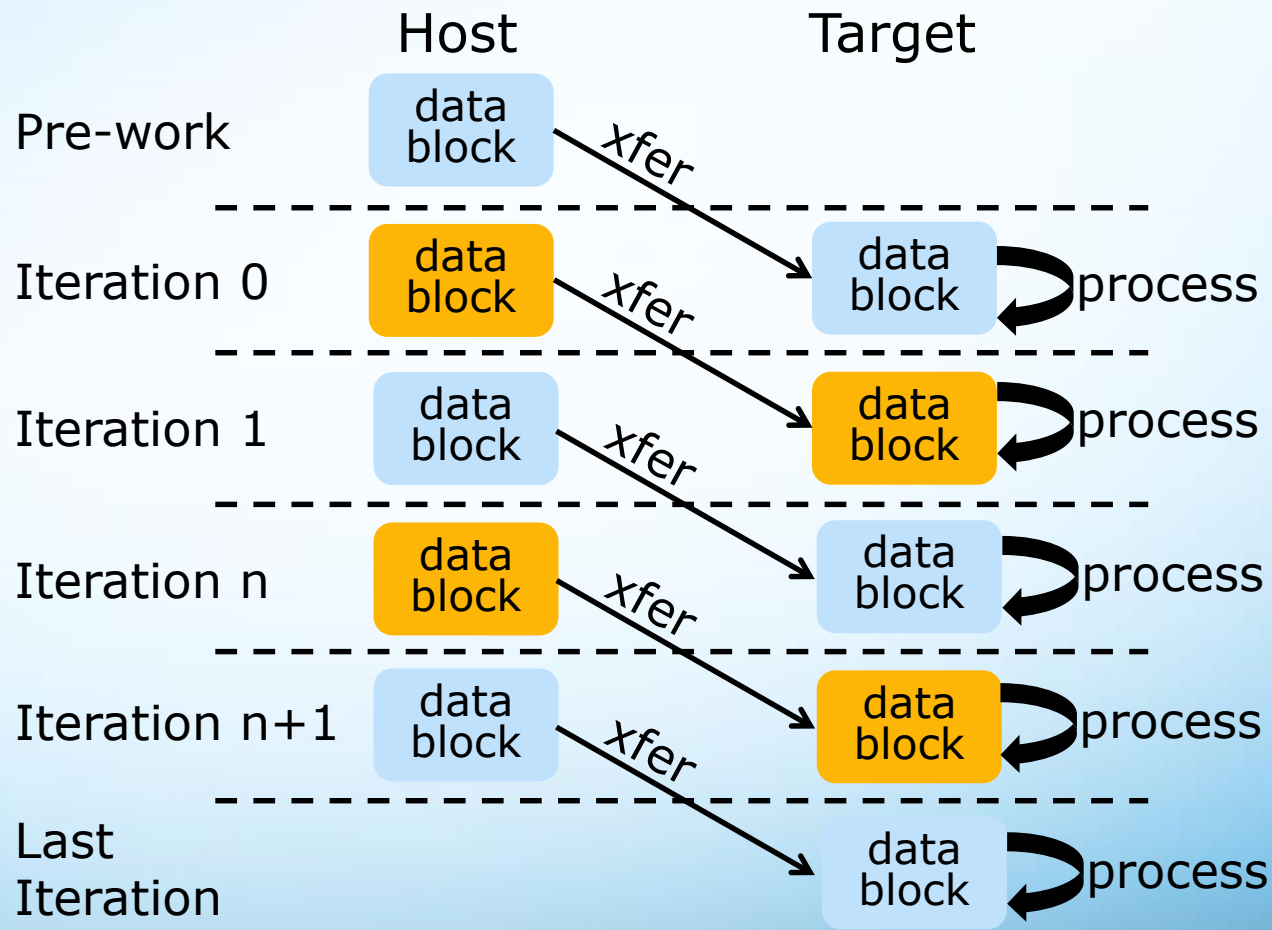 Host Target
Pre-work
data
block
xfer
Iteration 0
data
block
xfer
data
block
process
Iteration 1
data
block
xfer
data
block
process
Iteration n
data
block
xfer
data
block
process
Iteration n+1
data
block
xfer
data
block
process
Last
Iteration
data
block
process